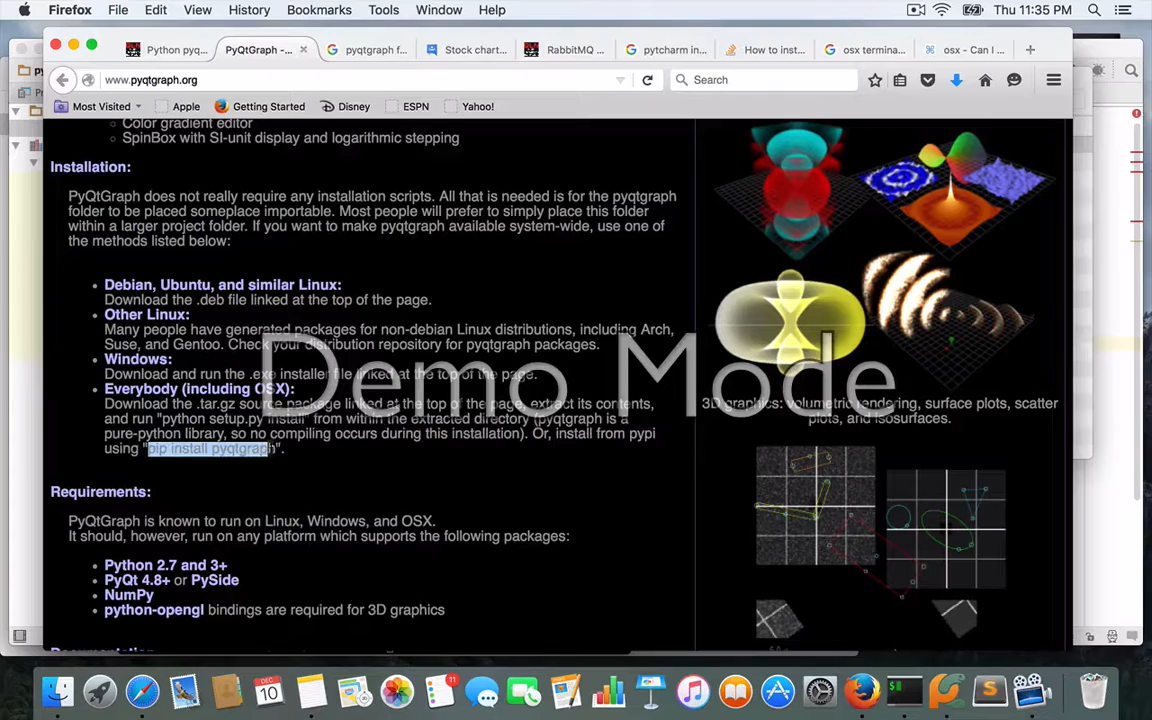 Firefox File Edit View History Bookmarks Tools Window Help Thu 11:35 PM
Python pyq... PyQtGraph -... pyqtgraph f... Stock chart... RabbitMQ ... pytcharm in... How to inst... osx termina... osx - Can I ...
www.pyqtgraph.org Search
Most Visited Apple Getting Started Disney ESPN Yahoo!
Color gradient editor
SpinBox with SI-unit display and logarithmic stepping
Installation:
PyQtGraph does not really require any installation scripts. All that is needed is for the pyqtgraph
folder to be placed someplace importable. Most people will prefer to simply place this folder
within a larger project folder. If you want to make pyqtgraph available system-wide, use one of
the methods listed below:
Debian, Ubuntu, and similar Linux:
Download the .deb file linked at the top of the page.
Other Linux:
Many people have generated packages for non-debian Linux distributions, including Arch,
Suse, and Gentoo. Check your distribution repository for pyqtgraph packages.
Windows:
Download and run the .exe installer file linked at the top of the page.
Everybody (including OSX):
Download the .tar.gz source package linked at the top of the page, extract its contents,
and run "python setup.py install" from within the extracted directory (pyqtgraph is a
pure-python library, so no compiling occurs during this installation). Or, install from pypi
using "pip install pyqtgraph".
Requirements:
PyQtGraph is known to run on Linux, Windows, and OSX.
It should, however, run on any platform which supports the following packages:
Python 2.7 and 3+
PyQt 4.8+ or PySide
NumPy
python-opengl bindings are required for 3D graphics
3D graphics: volumetric rendering, surface plots, scatter
plots, and isosurfaces.
Demo Mode
DEC
10
11